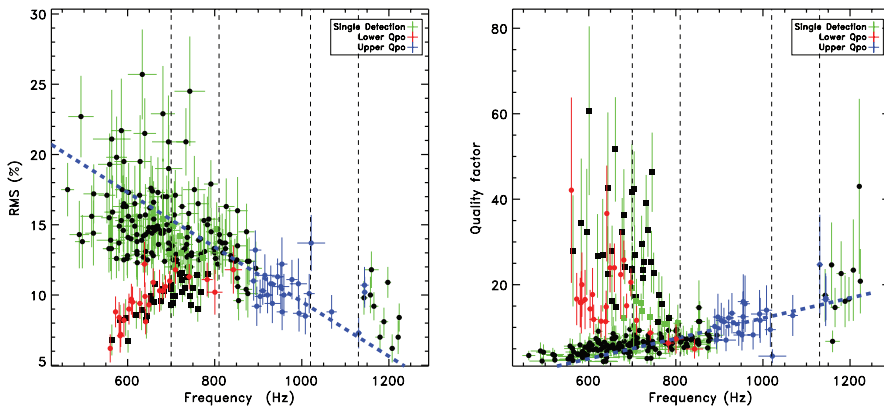 30
25
20
15
10
5
RMS (%)
600
800
1000
1200
Frequency (Hz)
Single Detection
Lower Qpo
Upper Qpo
80
60
40
20
Quality factor
600
800
1000
1200
Frequency (Hz)
Single Detection
Lower Qpo
Upper Qpo